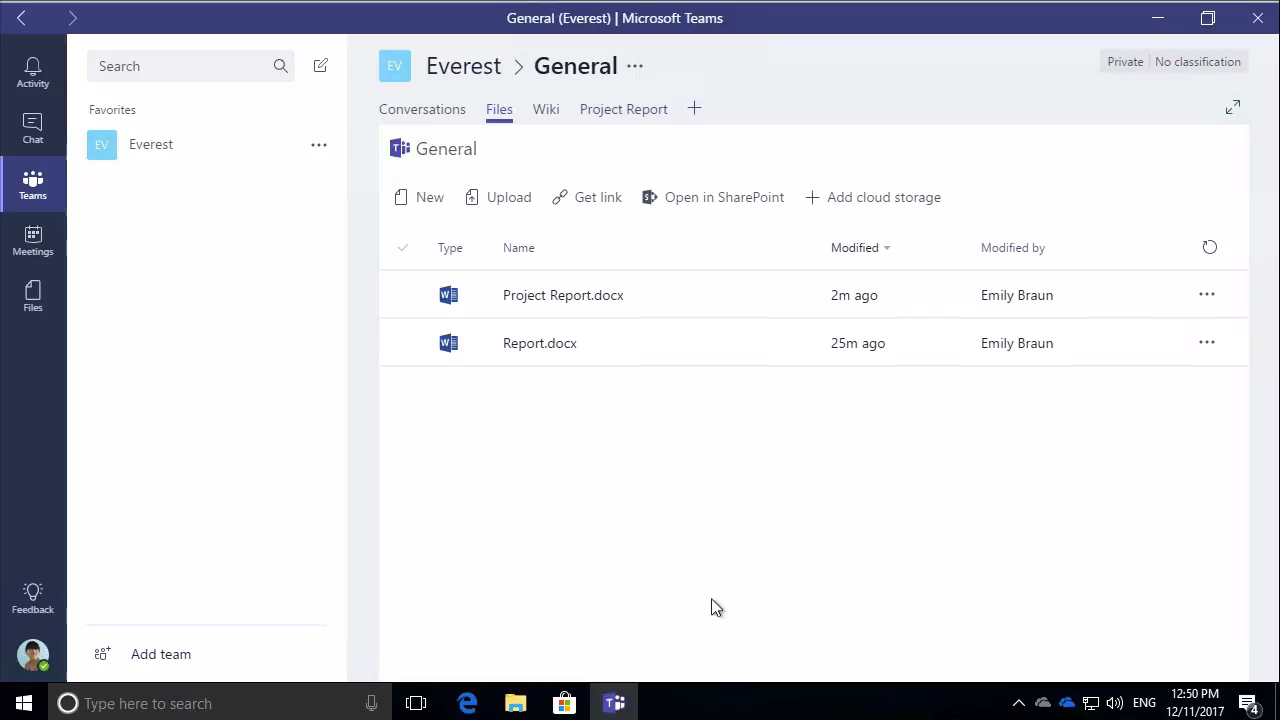 General (Everest) | Microsoft Teams
Activity
Chat
Teams
Meetings
Files
Feedback
Search
Favorites
EV Everest
Add team
EV Everest > General
Private No classification
Conversations Files Wiki Project Report
General
New Upload Get link Open in SharePoint Add cloud storage
Type Name Modified Modified by
Project Report.docx 2m ago Emily Braun
Report.docx 25m ago Emily Braun
Type here to search
ENG
12:50 PM
12/11/2017
4